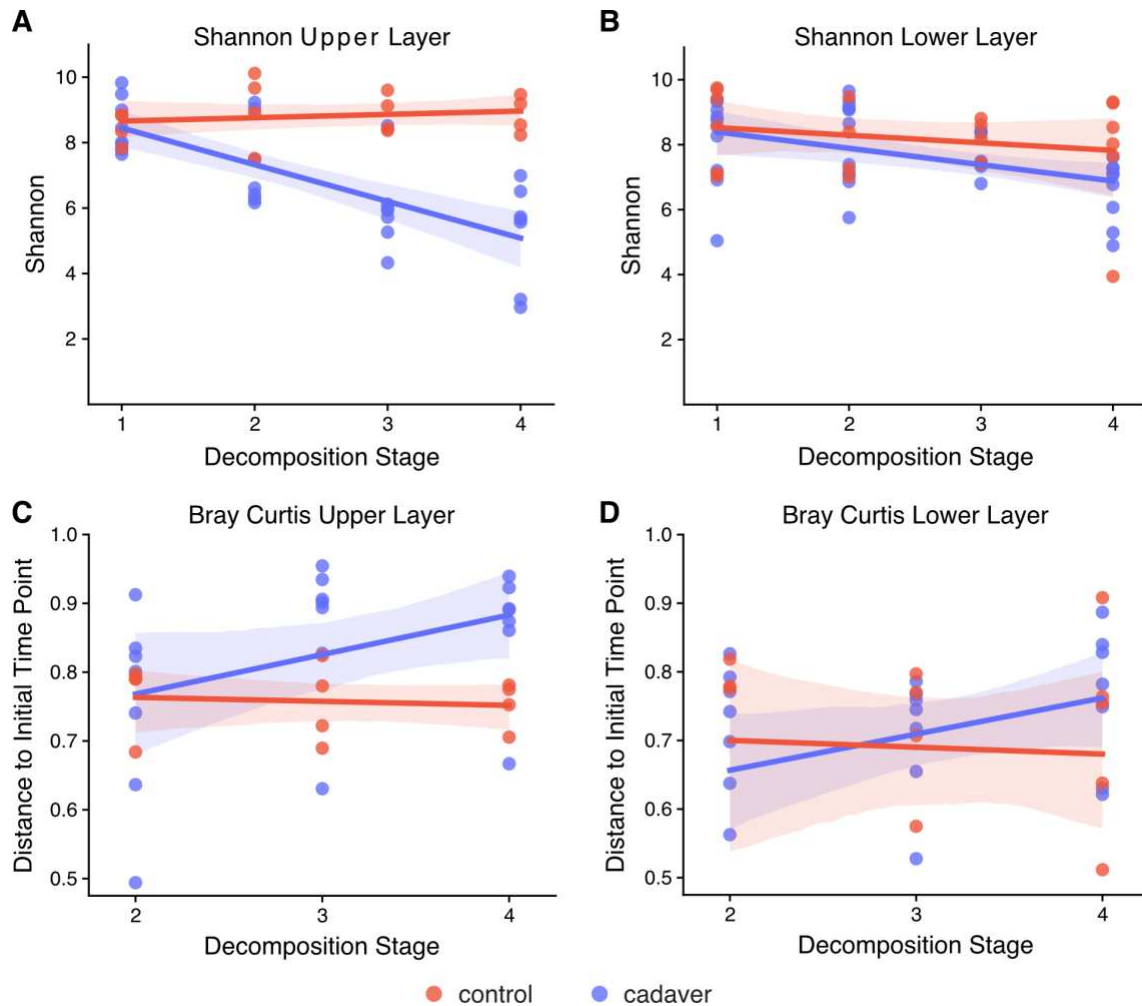 A
Shannon Upper Layer
10
8
6
4
2
Shannon
1 2 3 4
Decomposition Stage
B
Shannon Lower Layer
10
8
6
4
2
Shannon
1 2 3 4
Decomposition Stage
C
Bray Curtis Upper Layer
1.0
0.9
0.8
0.7
0.6
0.5
Distance to Initial Time Point
2 3 4
Decomposition Stage
D
Bray Curtis Lower Layer
1.0
0.9
0.8
0.7
0.6
0.5
Distance to Initial Time Point
2 3 4
Decomposition Stage
control cadaver